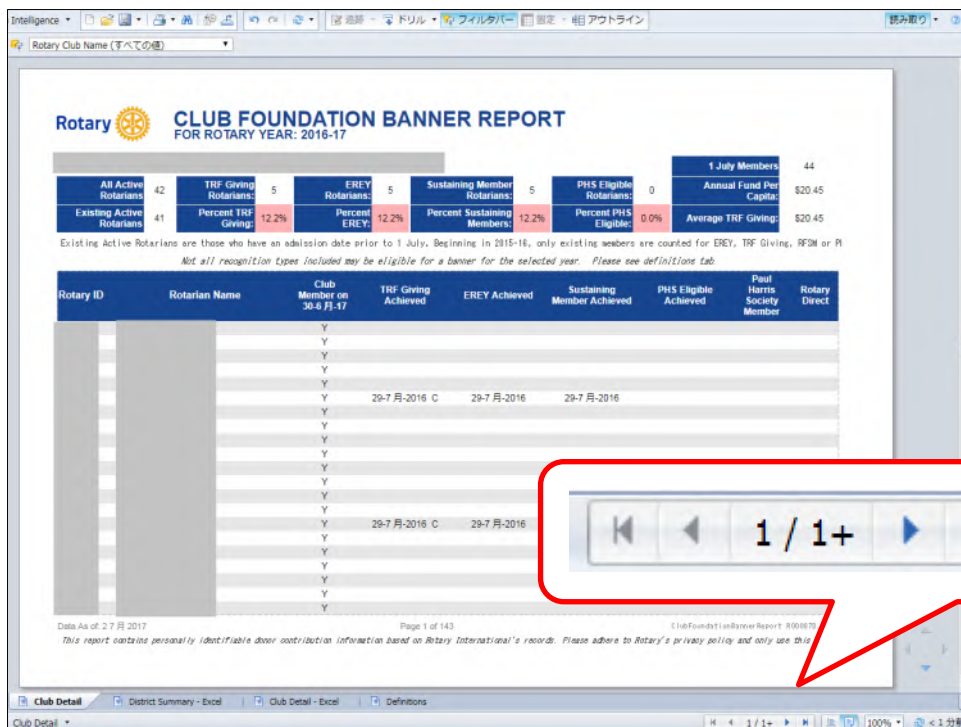 Intelligence
追跡 ドリル フィルタバー 固定 アウトライン 読み取り
Rotary Club Name (すべての値)
Rotary CLUB FOUNDATION BANNER REPORT
FOR ROTARY YEAR: 2016-17
1 July Members 44
All Active Rotarians 42 TRF Giving Rotarians: 5 EREY Rotarians: 5 Sustaining Member Rotarians: 5 PHS Eligible Rotarians: 0 Annual Fund Per Capita: $20.45
Existing Active Rotarians 41 Percent TRF Giving: 12.2% Percent EREY: 12.2% Percent Sustaining Members: 12.2% Percent PHS Eligible: 0.0% Average TRF Giving: $20.45
Existing Active Rotarians are those who have an admission date prior to 1 July. Beginning in 2015-16, only existing members are counted for EREY, TRF Giving, RFSM or PI
Not all recognition types included may be eligible for a banner for the selected year. Please see definitions tab.
Rotary ID Rotarian Name Club Member on 30-6 月-17 TRF Giving Achieved EREY Achieved Sustaining Member Achieved PHS Eligible Achieved Paul Harris Society Member Rotary Direct
Y
Y
Y
Y
Y
Y 29-7 月-2016 C 29-7 月-2016 29-7 月-2016
Y
Y
Y
Y
Y
Y
Y
Y
Y 29-7 月-2016 C 29-7 月-2016
Y
Y
Y
Y
Y
Y
1 / 1+
Data As of: 2 7 月 2017 Page 1 of 143 ClubFoundationBannerReport
This report contains personally identifiable donor contribution information based on Rotary International's records. Please adhere to Rotary's privacy policy and only use this
Club Detail District Summary - Excel Club Detail - Excel Definitions
Club Detail 1 / 1+ 100% < 1 分前